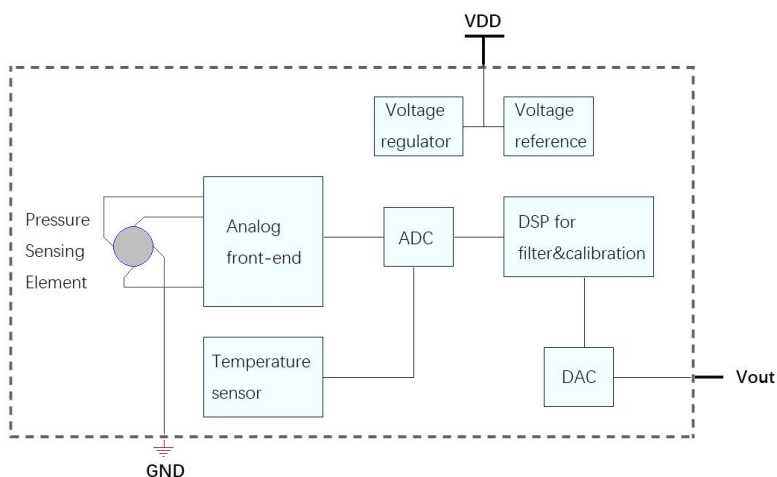 VDD
Voltage
regulator
Voltage
reference
Pressure
Sensing
Element
Analog
front-end
ADC
DSP for
filter&calibration
Temperature
sensor
DAC
Vout
GND